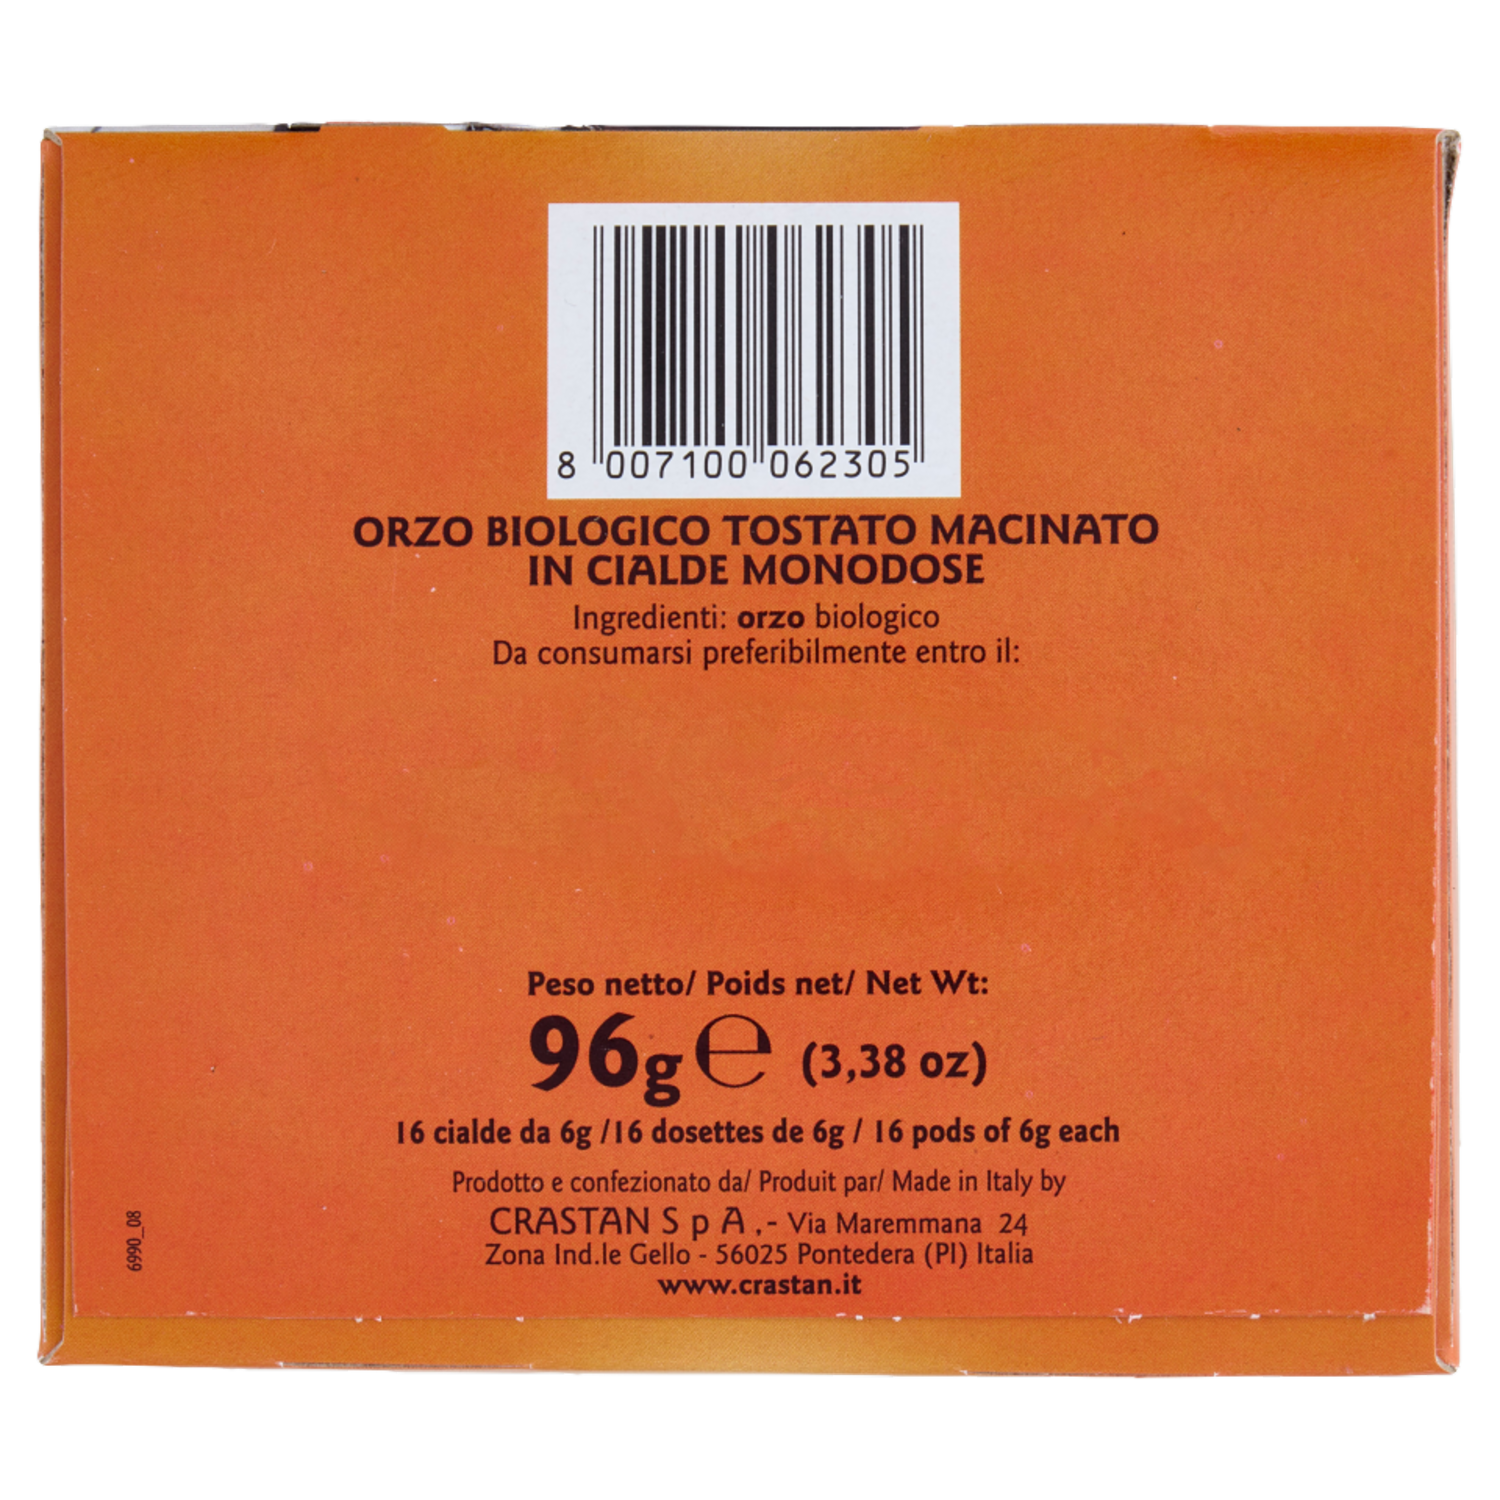 8 007100 062305
ORZO BIOLOGICO TOSTATO MACINATO
IN CIALDE MONODOSE
Ingredienti: orzo biologico
Da consumarsi preferibilmente entro il:
Peso netto/ Poids net/ Net Wt:
96g e (3,38 oz)
16 cialde da 6g /16 dosettes de 6g / 16 pods of 6g each
Prodotto e confezionato da/ Produit par/ Made in Italy by
CRASTAN S p A .- Via Maremmana 24
Zona Ind.le Gello - 56025 Pontedera (PI) Italia
www.crastan.it
6990_08